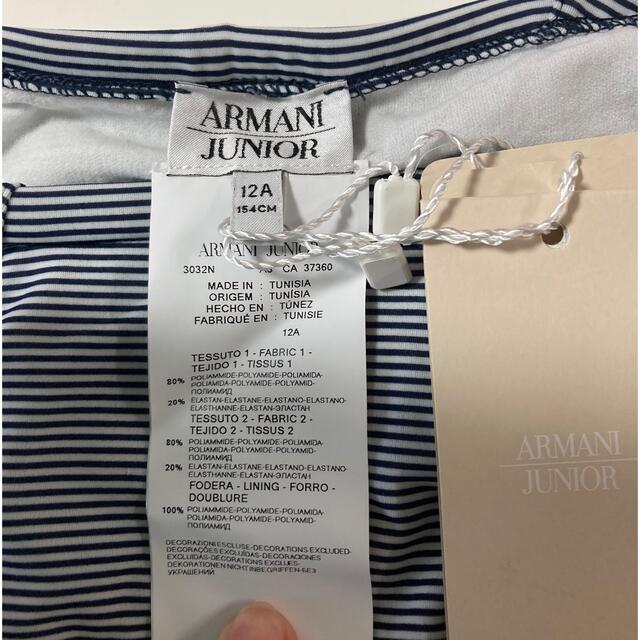 ARMANI
JUNIOR
12A
154CM
ARMANI JUNIOR
3032N A3 CA 37360
MADE IN : TUNISIA
ORIGEM : TUNÍSIA
HECHO EN : TÚNEZ
FABRIQUÉ EN : TUNISIE
12A
TESSUTO 1 - FABRIC 1 -
TEJIDO 1 - TISSUS 1
80% POLIAMMIDE-POLYAMIDE-POLIAMIDA-
POLIAMIDA-POLYAMIDE-POLYAMID-
ПОЛИАМИД
20% ELASTAN-ELASTANE-ELASTANO-ELASTANO-
ELASTHANNE-ELASTAN-ЭЛАСТАН
TESSUTO 2 - FABRIC 2 -
TEJIDO 2 - TISSUS 2
80% POLIAMMIDE-POLYAMIDE-POLIAMIDA-
POLIAMIDA-POLYAMIDE-POLYAMID-
ПОЛИАМИД
20% ELASTAN-ELASTANE-ELASTANO-ELASTANO-
ELASTHANNE-ELASTAN-ЭЛАСТАН
FODERA - LINING - FORRO -
DOUBLURE
100% POLIAMMIDE-POLYAMIDE-POLIAMIDA-
POLIAMIDA-POLYAMIDE-POLYAMID-
ПОЛИАМИД
DECORAZIONI ESCLUSE-DECORATIONS EXCLUDED-
DECORAÇÕES EXCLUÍDAS-DECORACIONES
EXCLUIDAS-DÉCORATIONS EXCLUES-
DEKORATIONEN NICHT INBEGRIFFEN-БЕЗ
УКРАШЕНИЙ
ARMANI
JUNIOR